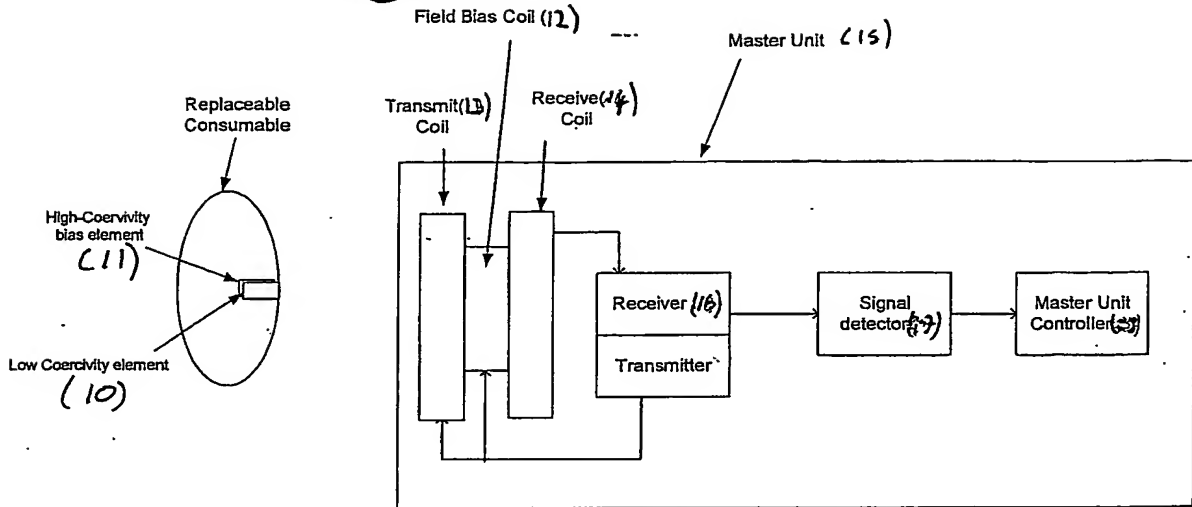 Field Bias Coil (12)
Master Unit (15)
Replaceable
Consumable
Transmit(13)
Coil
Receive(14)
Coil
High-Coervivity
bias element
(11)
Low Coercivity element
(10)
Receiver(16)
Transmitter
Signal
detector
Master Unit
Controller